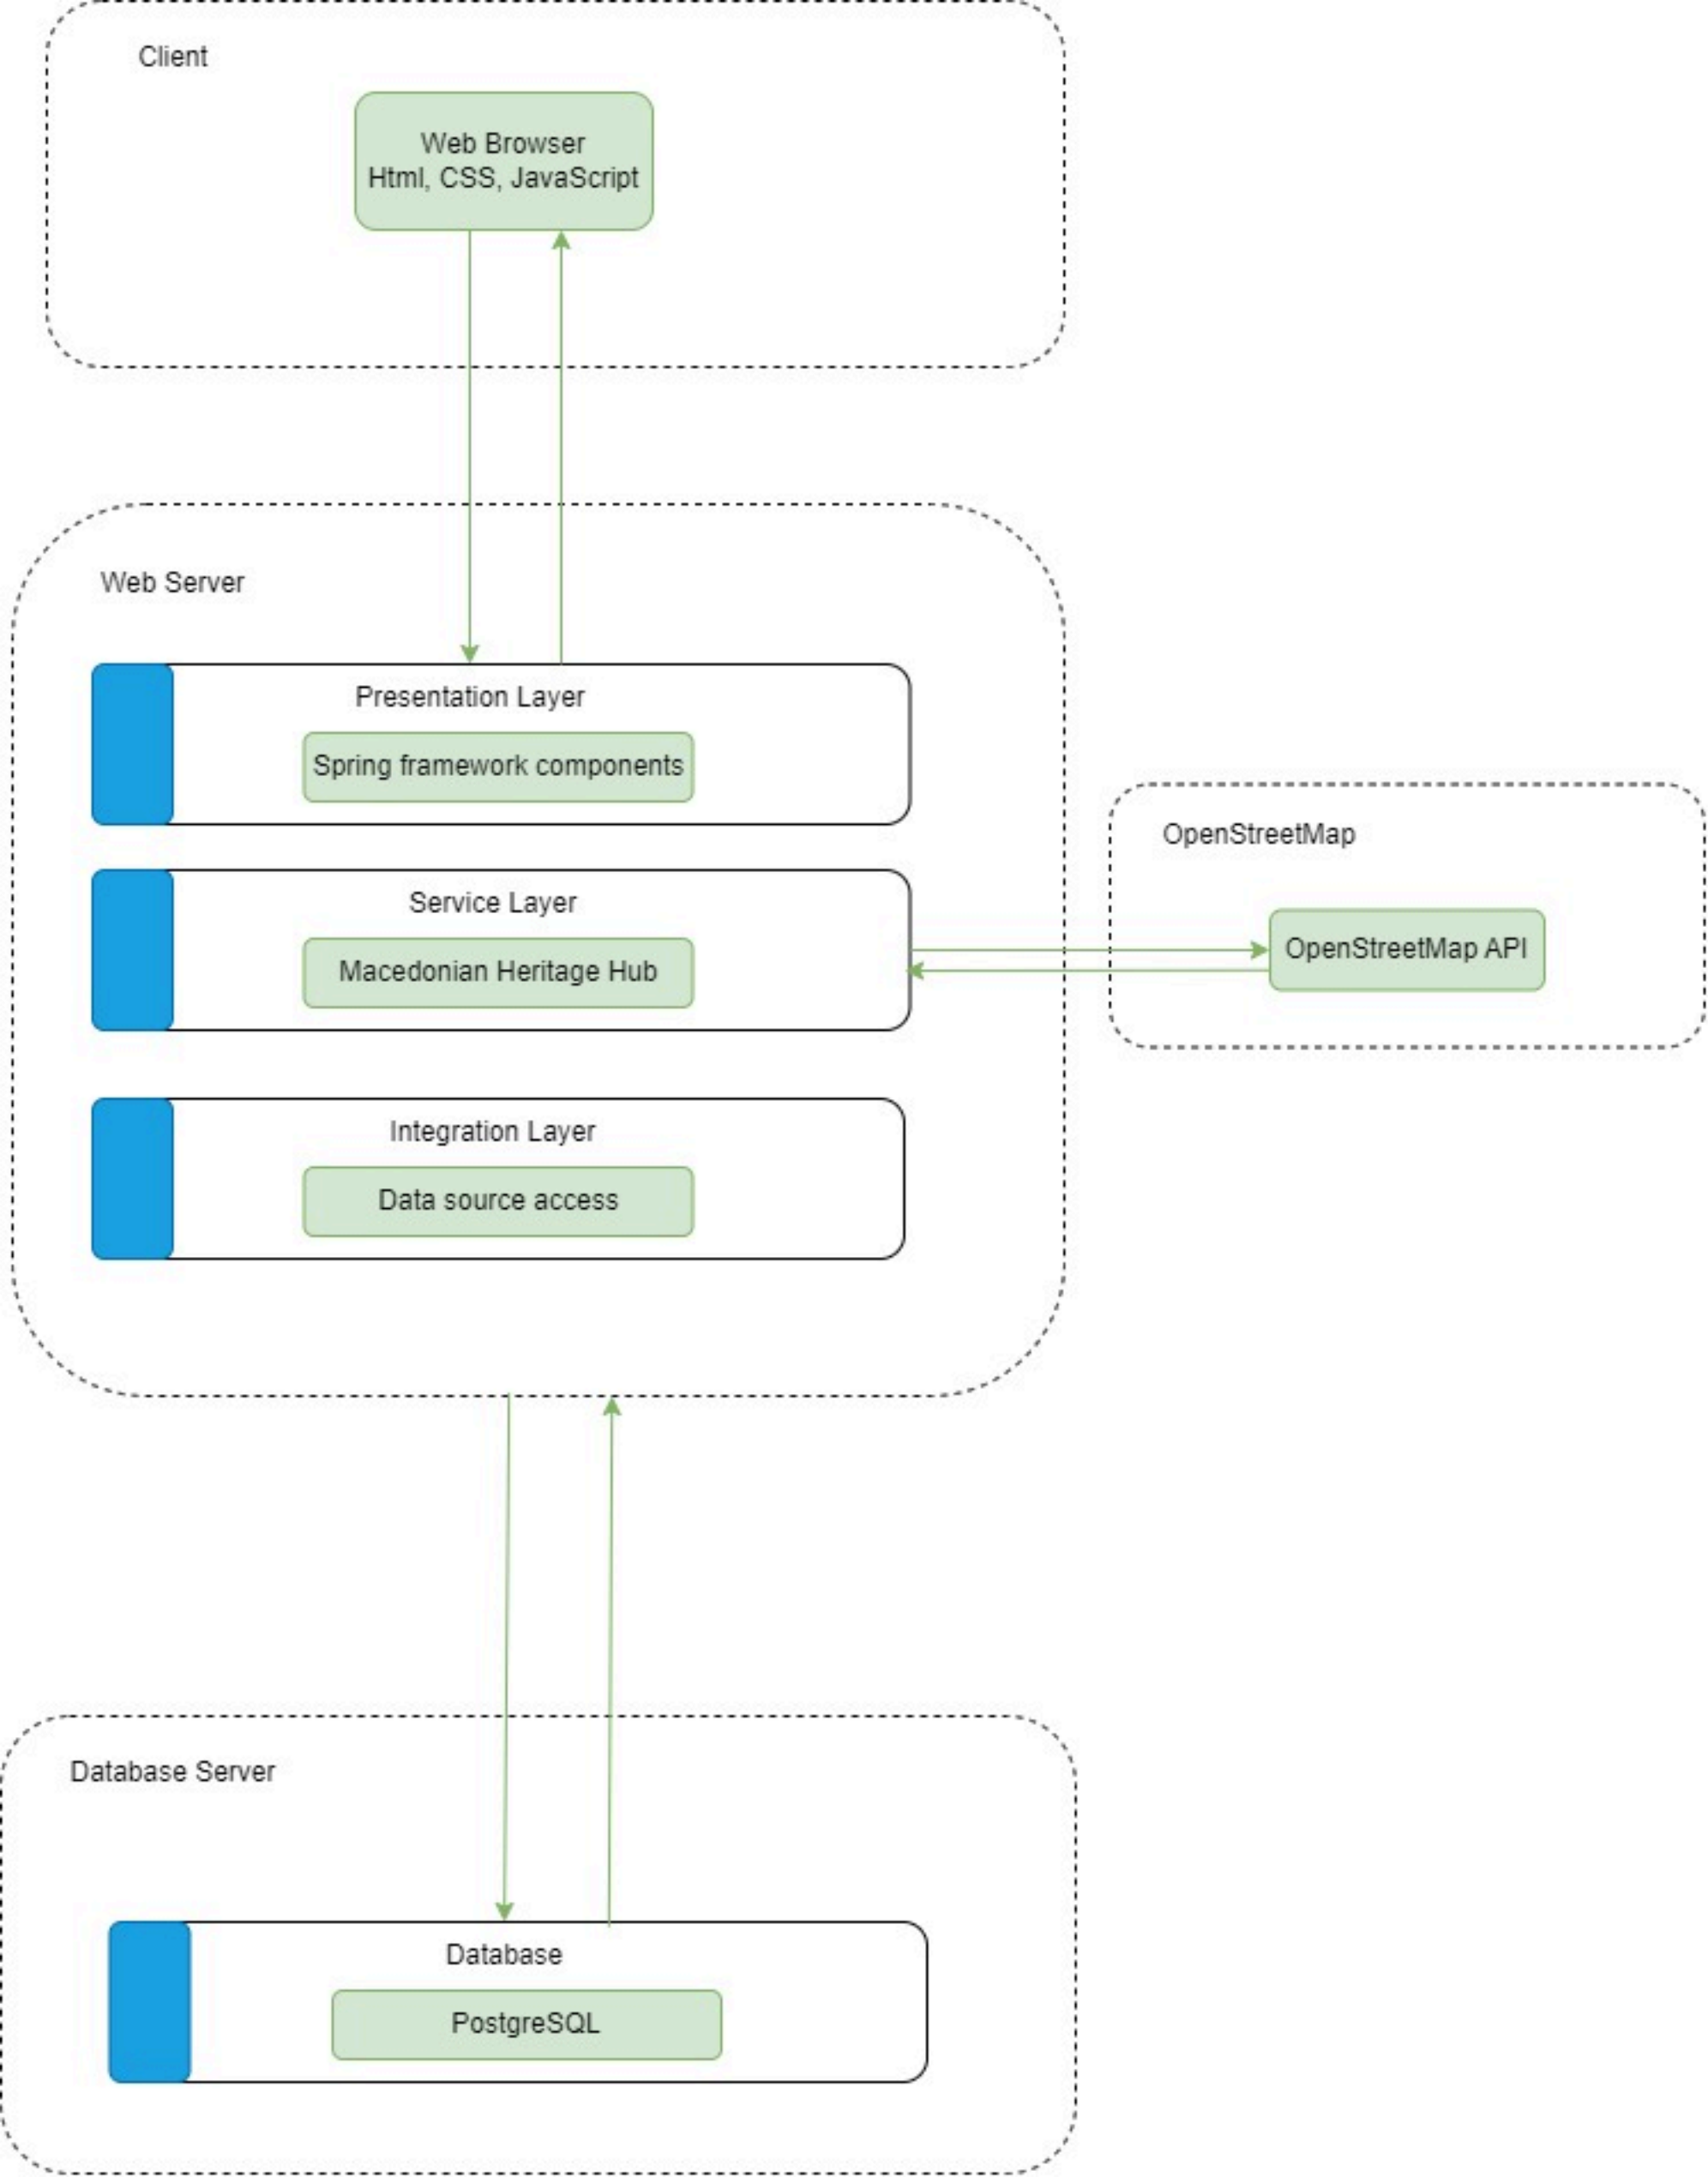 Client
Web Browser
Html, CSS, JavaScript
Web Server
Presentation Layer
Spring framework components
Service Layer
Macedonian Heritage Hub
OpenStreetMap
OpenStreetMap API
Integration Layer
Data source access
Database Server
Database
PostgreSQL